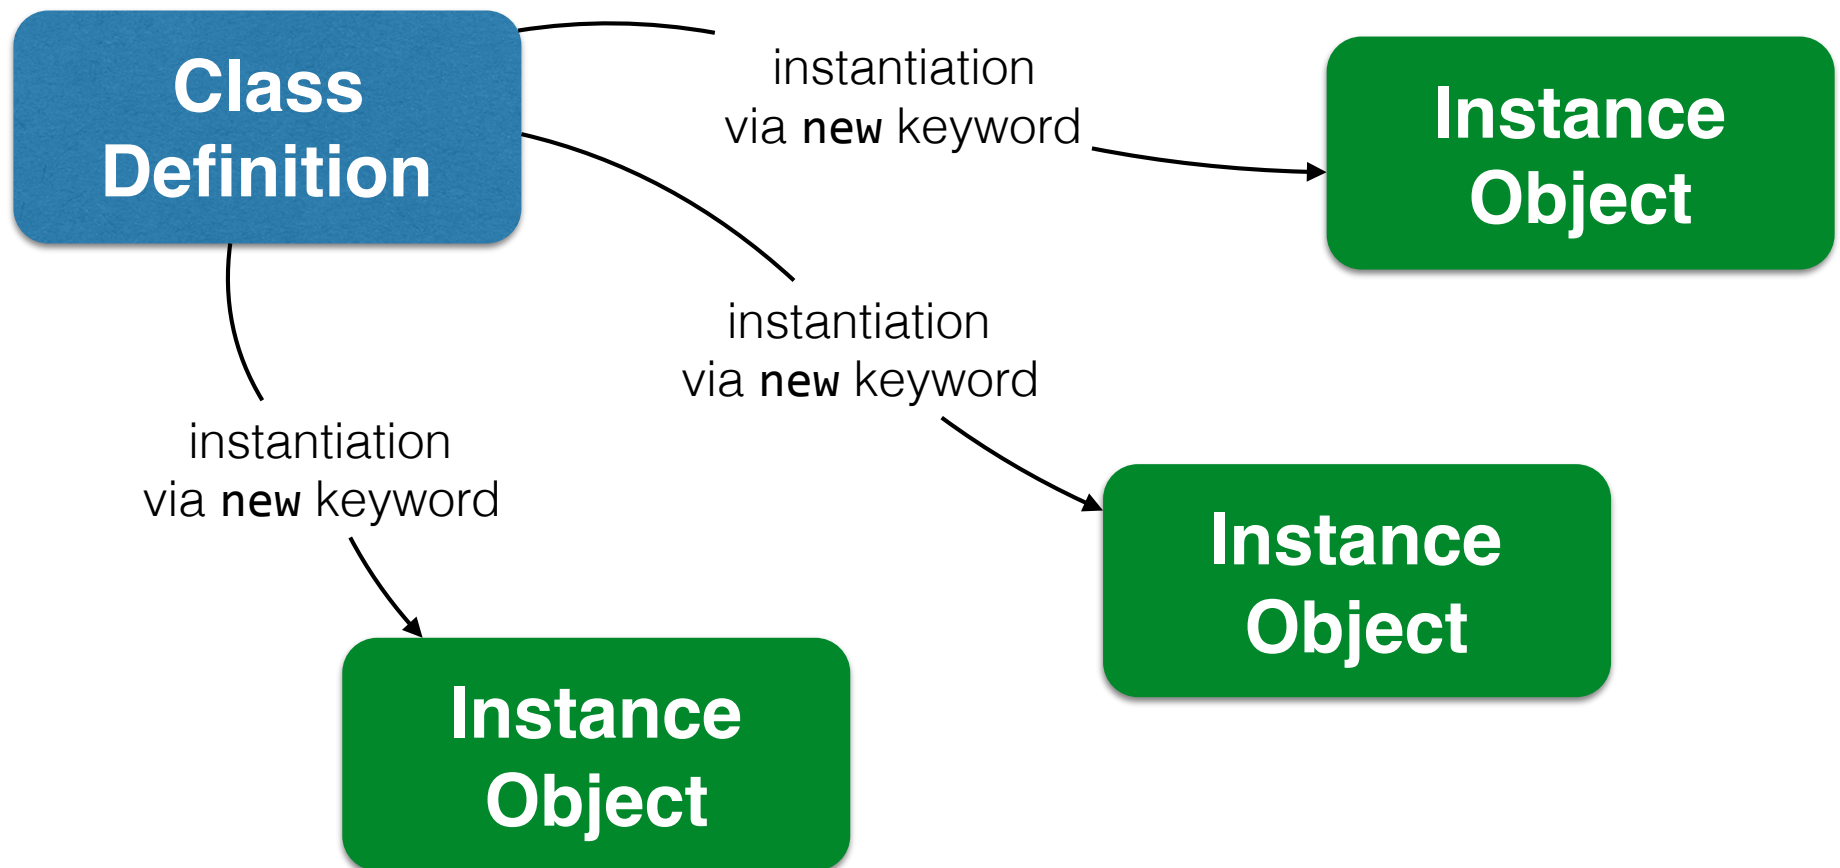 Class
Definition
instantiation
via new keyword
Instance
Object
instantiation
via new keyword
Instance
Object
instantiation
via new keyword
Instance
Object